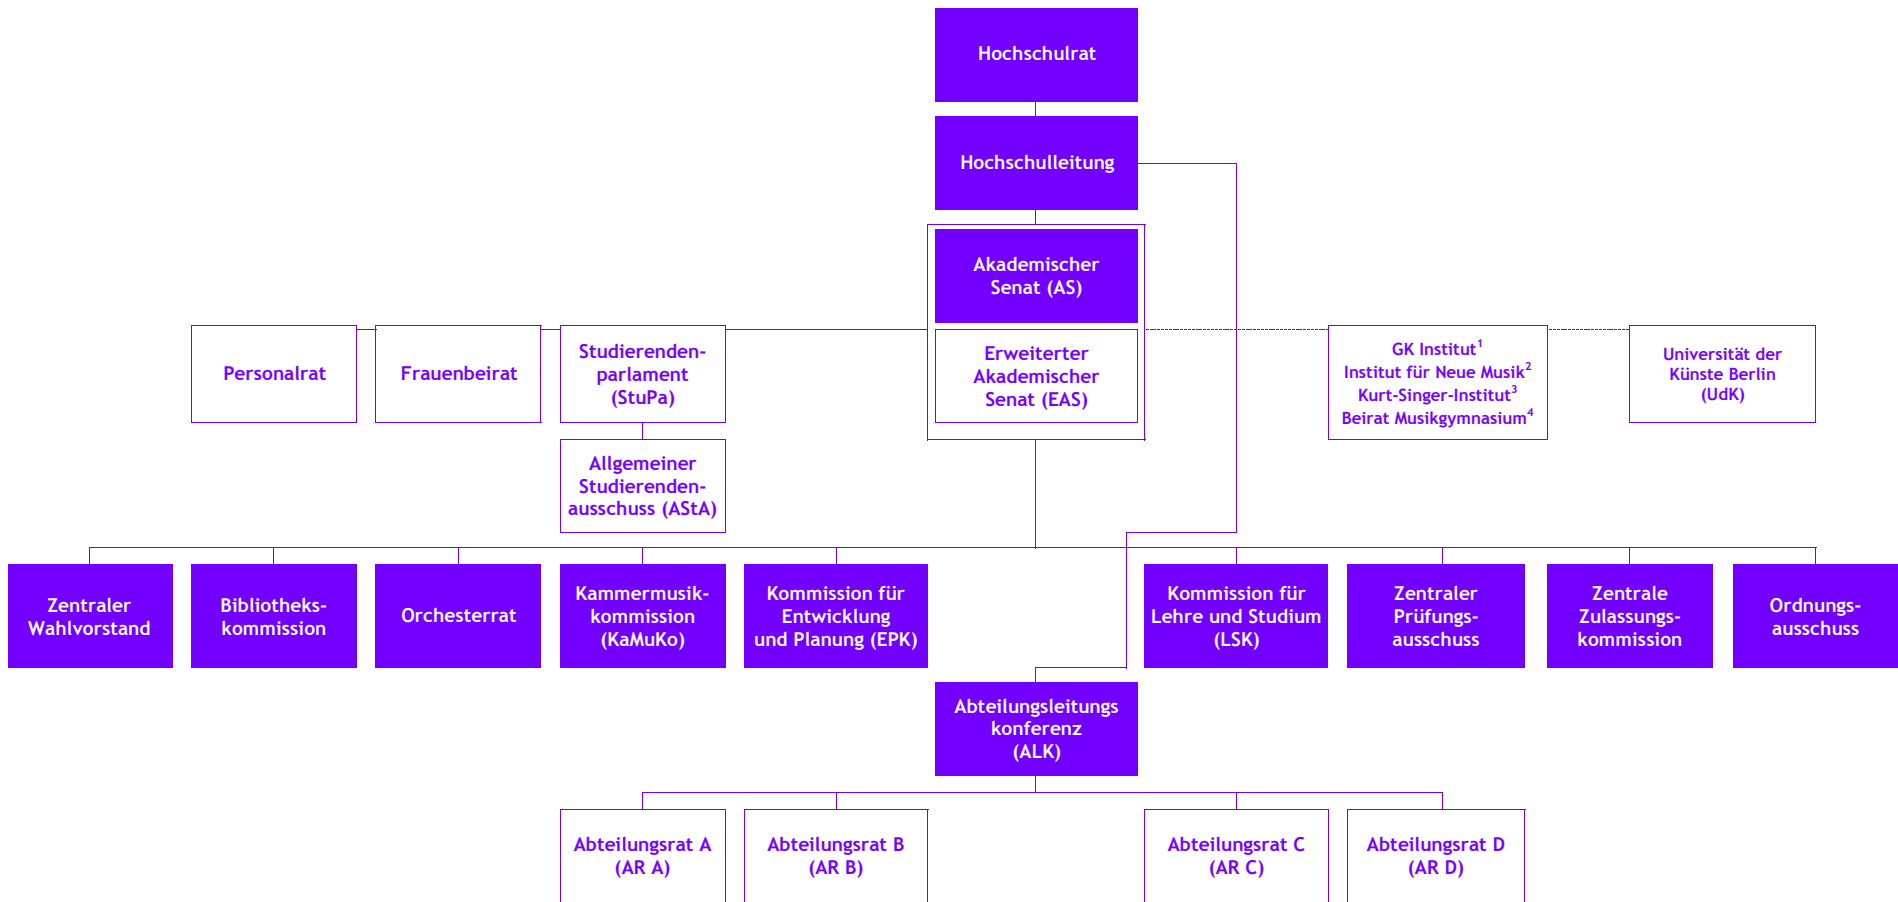 Hochschulrat
Hochschulleitung
Akademischer
Senat (AS)
Personalrat
Frauenbeirat
Studierenden-
parlament
(StuPa)
Erweiterter
Akademischer
Senat (EAS)
GK Institut¹
Institut für Neue Musik²
Kurt-Singer-Institut³
Beirat Musikgymnasium⁴
Universität der
Künste Berlin
(UdK)
Allgemeiner
Studierenden-
ausschuss (AStA)
Zentraler
Wahlvorstand
Bibliotheks-
kommission
Orchesterrat
Kammermusik-
kommission
(KaMuKo)
Kommission für
Entwicklung
und Planung (EPK)
Kommission für
Lehre und Studium
(LSK)
Zentraler
Prüfungs-
ausschuss
Zentrale
Zulassungs-
kommission
Ordnungs-
ausschuss
Abteilungsleitungs
konferenz
(ALK)
Abteilungsrat A
(AR A)
Abteilungsrat B
(AR B)
Abteilungsrat C
(AR C)
Abteilungsrat D
(AR D)